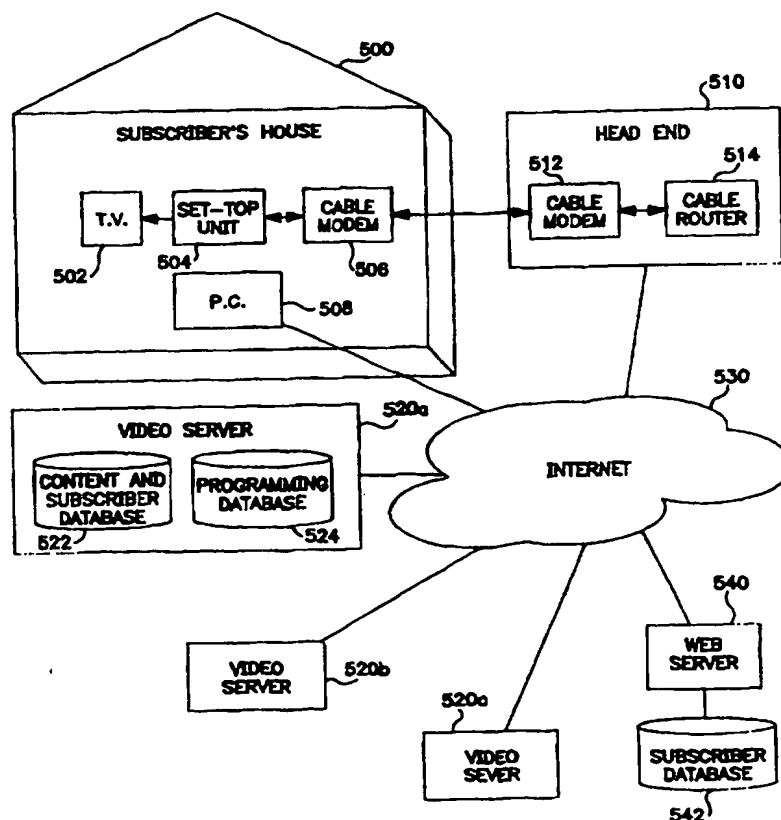 500
510
SUBSCRIBER'S HOUSE
HEAD END
512
514
T.V.
SET-TOP
UNIT
CABLE
MODEM
CABLE
MODEM
CABLE
ROUTER
502
504
506
P.C.
508
530
520a
VIDEO SERVER
CONTENT AND
SUBSCRIBER
DATABASE
PROGRAMMING
DATABASE
522
524
INTERNET
540
VIDEO
SERVER
520b
WEB
SERVER
520c
VIDEO
SEVER
SUBSCRIBER
DATABASE
542